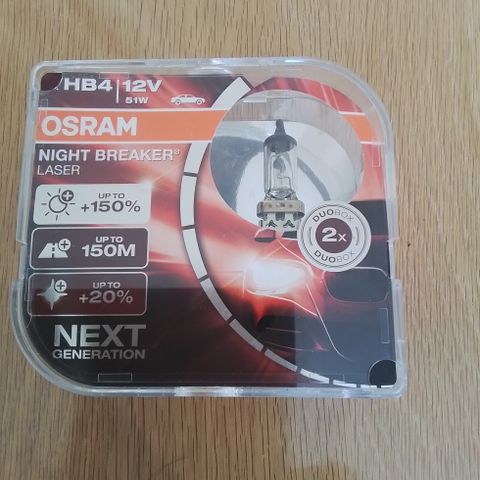 HB4 12V
51W
OSRAM
NIGHT BREAKER®
LASER
UP TO
+150%
UP TO
150M
UP TO
+20%
NEXT
GENERATION
DUOBOX
2x
DUOBOX